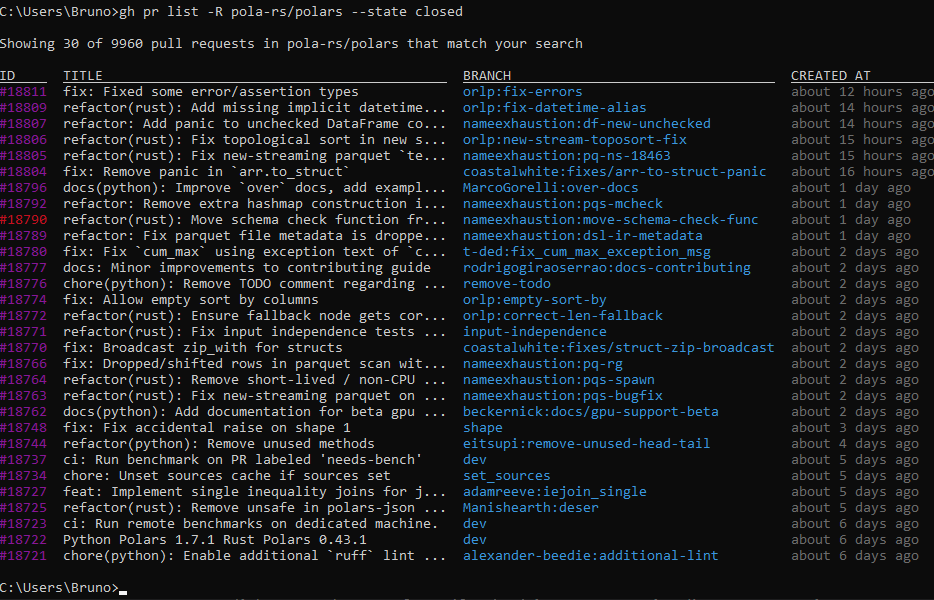 C:\Users\Bruno>gh pr list -R pola-rs/polars --state closed
Showing 30 of 9960 pull requests in pola-rs/polars that match your search
ID TITLE BRANCH CREATED AT
#18811 fix: Fixed some error/assertion types orlp:fix-errors about 12 hours ago
#18809 refactor(rust): Add missing implicit datetime... orlp:fix-datetime-alias about 14 hours ago
#18807 refactor: Add panic to unchecked DataFrame co... nameexhaustion:df-new-unchecked about 14 hours ago
#18806 refactor(rust): Fix topological sort in new s... orlp:new-stream-toposort-fix about 15 hours ago
#18805 refactor(rust): Fix new-streaming parquet `te... nameexhaustion:pq-ns-18463 about 15 hours ago
#18804 fix: Remove panic in `arr.to_struct` coastalwhite:fixes/arr-to-struct-panic about 16 hours ago
#18796 docs(python): Improve `over` docs, add exampl... MarcoGorelli:over-docs about 1 day ago
#18792 refactor: Remove extra hashmap construction i... nameexhaustion:pqs-mcheck about 1 day ago
#18790 refactor(rust): Move schema check function fr... nameexhaustion:move-schema-check-func about 1 day ago
#18789 refactor: Fix parquet file metadata is droppe... nameexhaustion:dsl-ir-metadata about 1 day ago
#18780 fix: Fix `cum_max` using exception text of `c... t-ded:fix_cum_max_exception_msg about 2 days ago
#18777 docs: Minor improvements to contributing guide rodrigogiraoserrao:docs-contributing about 2 days ago
#18776 chore(python): Remove TODO comment regarding ... remove-todo about 2 days ago
#18774 fix: Allow empty sort by columns orlp:empty-sort-by about 2 days ago
#18772 refactor(rust): Ensure fallback node gets cor... orlp:correct-len-fallback about 2 days ago
#18771 refactor(rust): Fix input independence tests ... input-independence about 2 days ago
#18770 fix: Broadcast zip_with for structs coastalwhite:fixes/struct-zip-broadcast about 2 days ago
#18766 fix: Dropped/shifted rows in parquet scan wit... nameexhaustion:pq-rg about 2 days ago
#18764 refactor(rust): Remove short-lived / non-CPU ... nameexhaustion:pqs-spawn about 2 days ago
#18763 refactor(rust): Fix new-streaming parquet on ... nameexhaustion:pqs-bugfix about 2 days ago
#18762 docs(python): Add documentation for beta gpu ... beckernick:docs/gpu-support-beta about 2 days ago
#18748 fix: Fix accidental raise on shape 1 shape about 3 days ago
#18744 refactor(python): Remove unused methods eitsupi:remove-unused-head-tail about 4 days ago
#18737 ci: Run benchmark on PR labeled 'needs-bench' dev about 5 days ago
#18734 chore: Unset sources cache if sources set set_sources about 5 days ago
#18727 feat: Implement single inequality joins for j... adamreeve:iejoin_single about 5 days ago
#18725 refactor(rust): Remove unsafe in polars-json ... Manishearth:deser about 5 days ago
#18723 ci: Run remote benchmarks on dedicated machine. dev about 6 days ago
#18722 Python Polars 1.7.1 Rust Polars 0.43.1 dev about 6 days ago
#18721 chore(python): Enable additional `ruff` lint ... alexander-beedie:additional-lint about 6 days ago
C:\Users\Bruno>